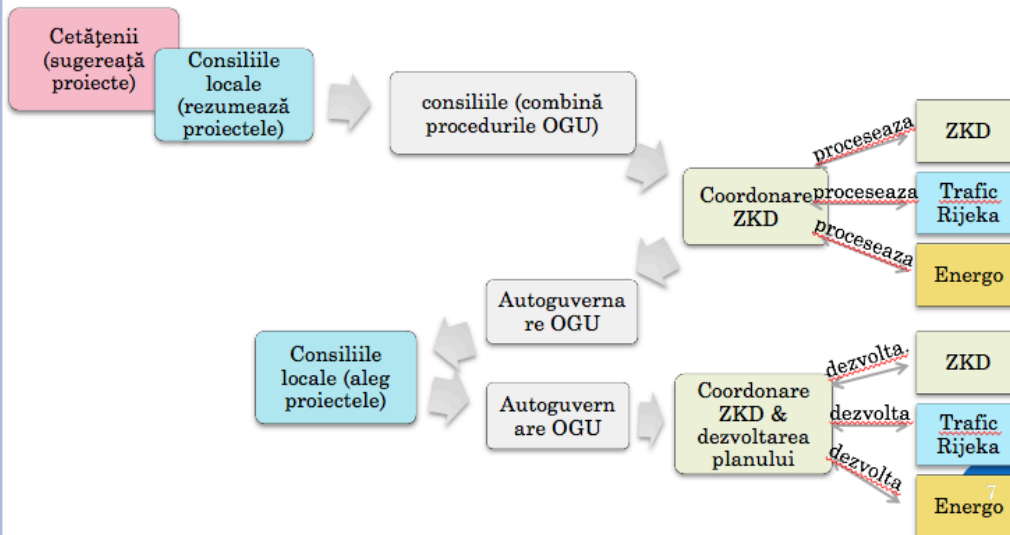 Cetățenii
(sugereață
proiecte)
Consiliile
locale
(rezumează
proiectele)
consiliile (combină
procedurile OGU)
Coordonare
ZKD
proceseaza
proceseaza
proceseaza
ZKD
Trafic
Rijeka
Energo
Autoguverna
re OGU
Consiliile
locale (aleg
proiectele)
Autoguvern
are OGU
Coordonare
ZKD &
dezvoltarea
planului
dezvolta.
dezvolta
dezvolta
ZKD
Trafic
Rijeka
Energo
7